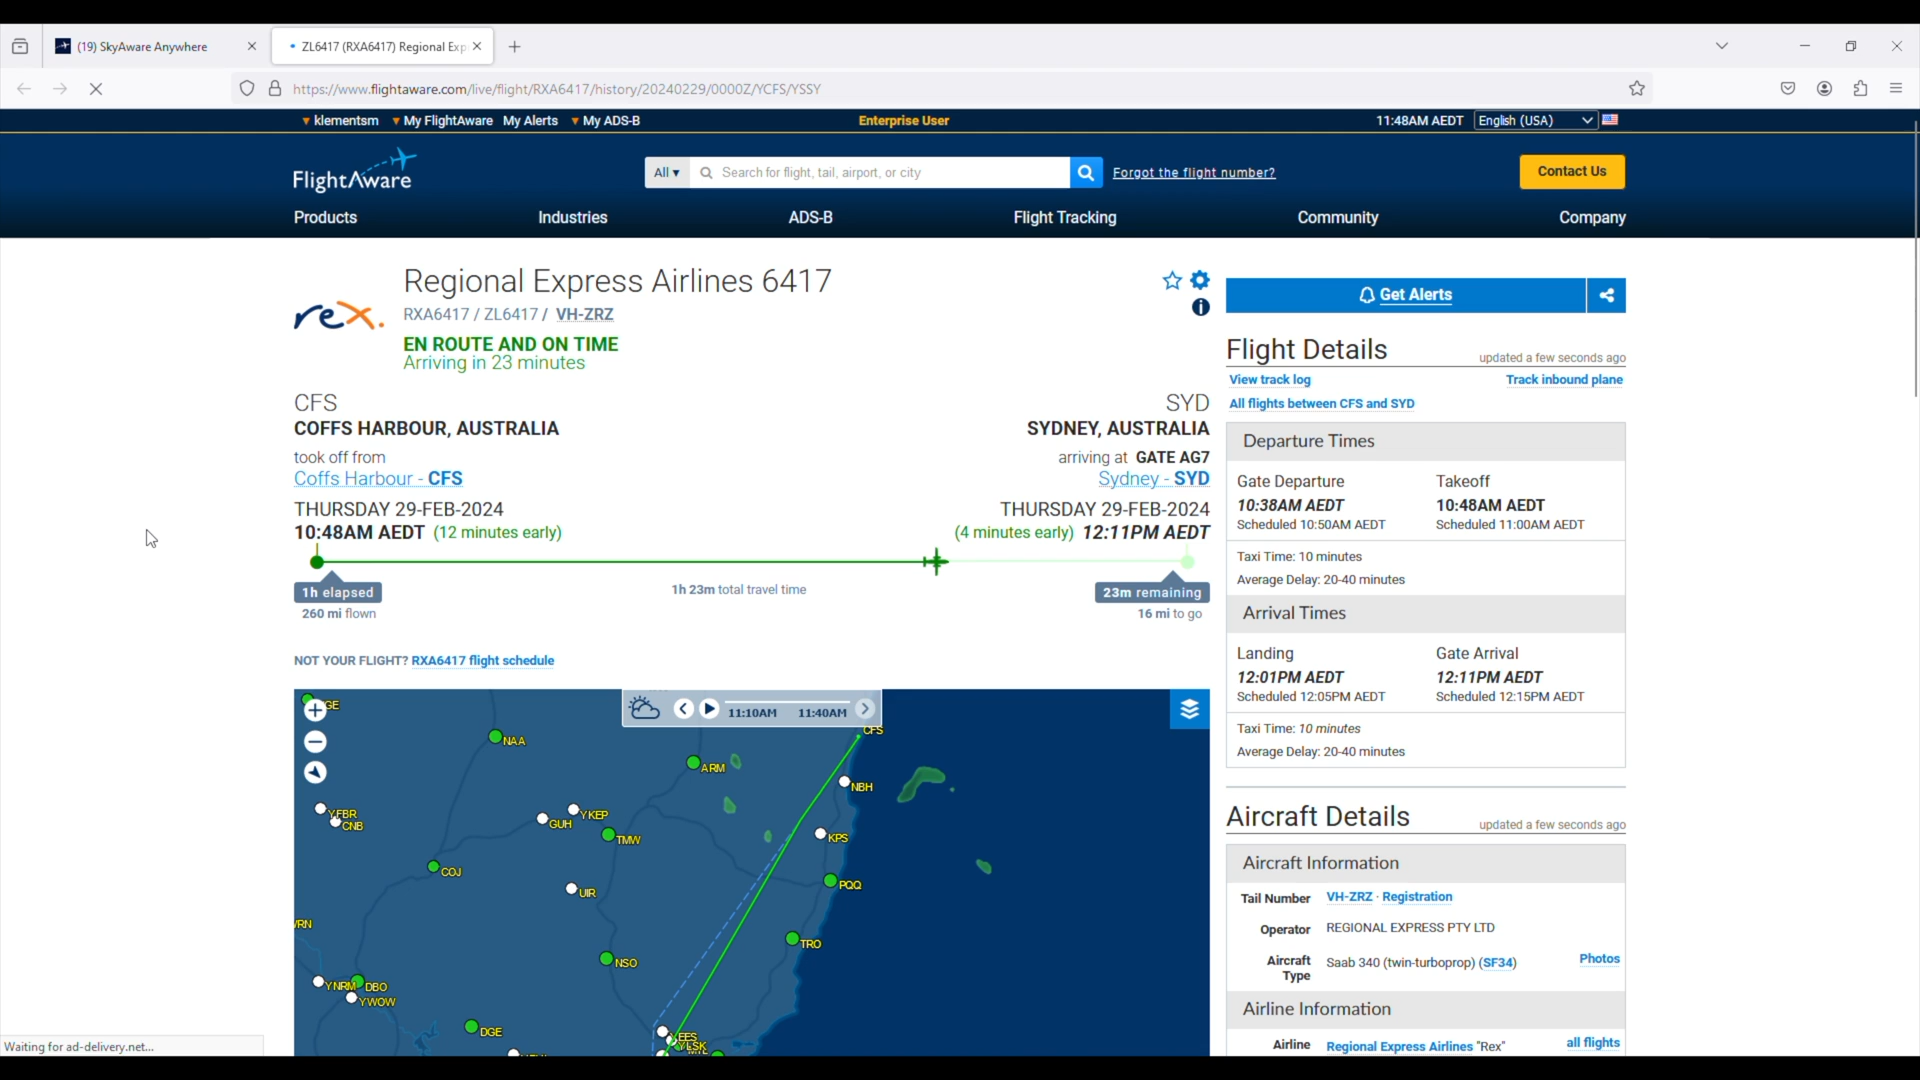 (19) SkyAware Anywhere
ZL6417 (RXA6417) Regional Exp
https://www.flightaware.com/live/flight/RXA6417/history/20240229/0000Z/YCFS/YSSY
klementsm My FlightAware My Alerts My ADS-B
Enterprise User
11:48AM AEDT English (USA)
FlightAware
All Search for flight, tail, airport, or city
Forgot the flight number?
Contact Us
Products Industries ADS-B Flight Tracking Community Company
rex.
Regional Express Airlines 6417
RXA6417 / ZL6417 / VH-ZRZ
EN ROUTE AND ON TIME
Arriving in 23 minutes
CFS
COFFS HARBOUR, AUSTRALIA
took off from
Coffs Harbour - CFS
THURSDAY 29-FEB-2024
10:48AM AEDT (12 minutes early)
SYD
SYDNEY, AUSTRALIA
arriving at GATE AG7
Sydney - SYD
THURSDAY 29-FEB-2024
(4 minutes early) 12:11PM AEDT
1h elapsed
260 mi flown
1h 23m total travel time
23m remaining
16 mi to go
NOT YOUR FLIGHT? RXA6417 flight schedule
11:10AM 11:40AM
CFS
NAA
ARM
NBH
YFBR
CNB
GUH
YKEP
TMW
KPS
COJ
UIR
PQQ
TRO
NSO
YNRM
DBO
YWOW
DGE
Get Alerts
Flight Details
updated a few seconds ago
View track log
Track inbound plane
All flights between CFS and SYD
Departure Times
Gate Departure Takeoff
10:38AM AEDT 10:48AM AEDT
Scheduled 10:50AM AEDT Scheduled 11:00AM AEDT
Taxi Time: 10 minutes
Average Delay: 20-40 minutes
Arrival Times
Landing Gate Arrival
12:01PM AEDT 12:11PM AEDT
Scheduled 12:05PM AEDT Scheduled 12:15PM AEDT
Taxi Time: 10 minutes
Average Delay: 20-40 minutes
Aircraft Details
updated a few seconds ago
Aircraft Information
Tail Number VH-ZRZ · Registration
Operator REGIONAL EXPRESS PTY LTD
Aircraft Type Saab 340 (twin-turboprop) (SF34) Photos
Airline Information
Airline Regional Express Airlines "Rex" all flights
Waiting for ad-delivery.net...